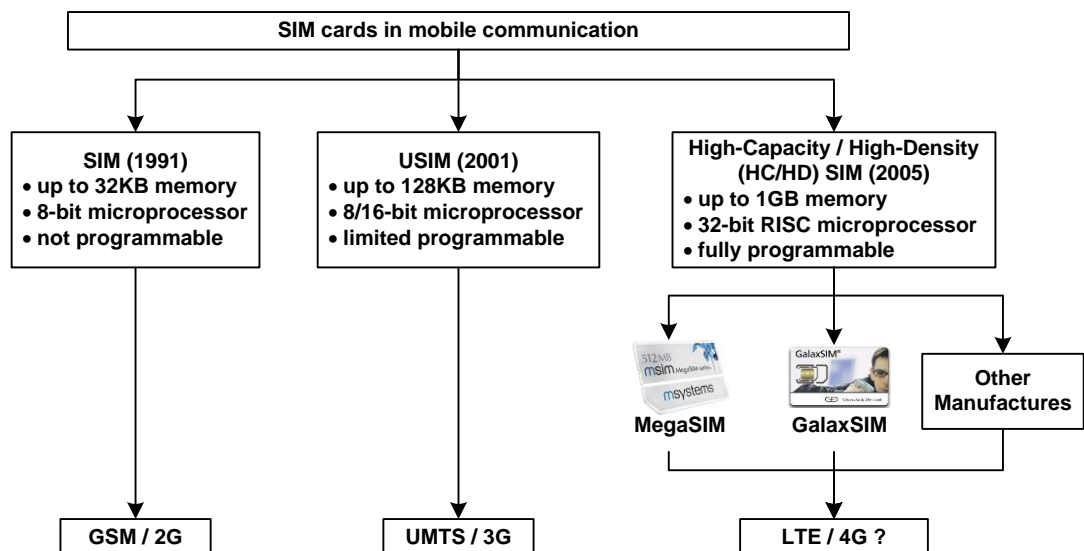 SIM cards in mobile communication
SIM (1991)
• up to 32KB memory
• 8-bit microprocessor
• not programmable
USIM (2001)
• up to 128KB memory
• 8/16-bit microprocessor
• limited programmable
High-Capacity / High-Density
(HC/HD) SIM (2005)
• up to 1GB memory
• 32-bit RISC microprocessor
• fully programmable
512MB
msim MegaSIM
msystems
MegaSIM
GalaxSIM
GalaxSIM
Other
Manufactures
GSM / 2G
UMTS / 3G
LTE / 4G ?